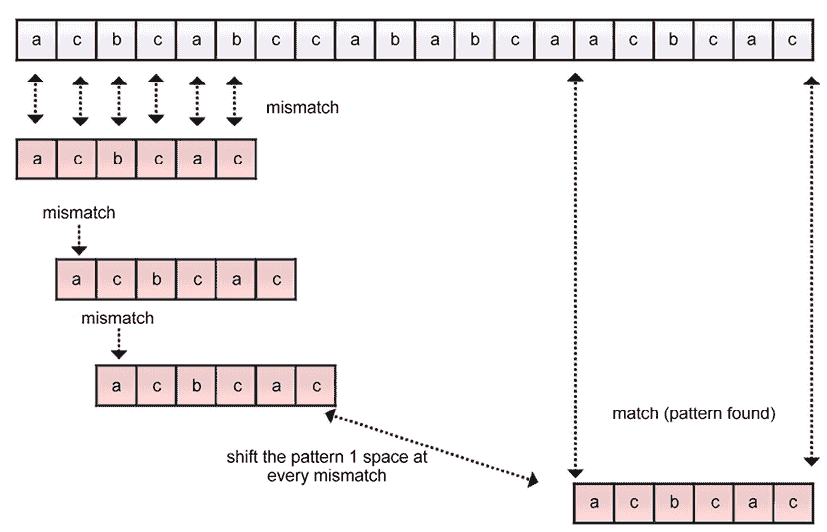 a c b c a b c c a b a b c a a c b c a c
mismatch
a c b c a c
mismatch
a c b c a c
mismatch
a c b c a c
match (pattern found)
shift the pattern 1 space at
every mismatch
a c b c a c